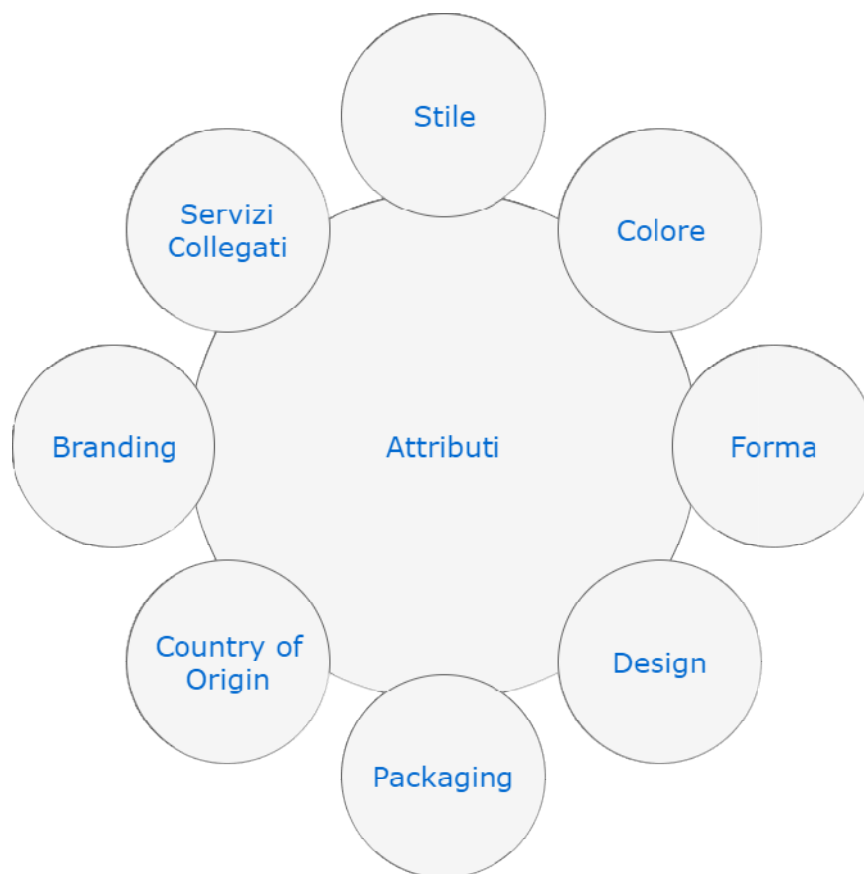 Stile
Servizi
Collegati
Colore
Branding
Attributi
Forma
Country of
Origin
Design
Packaging